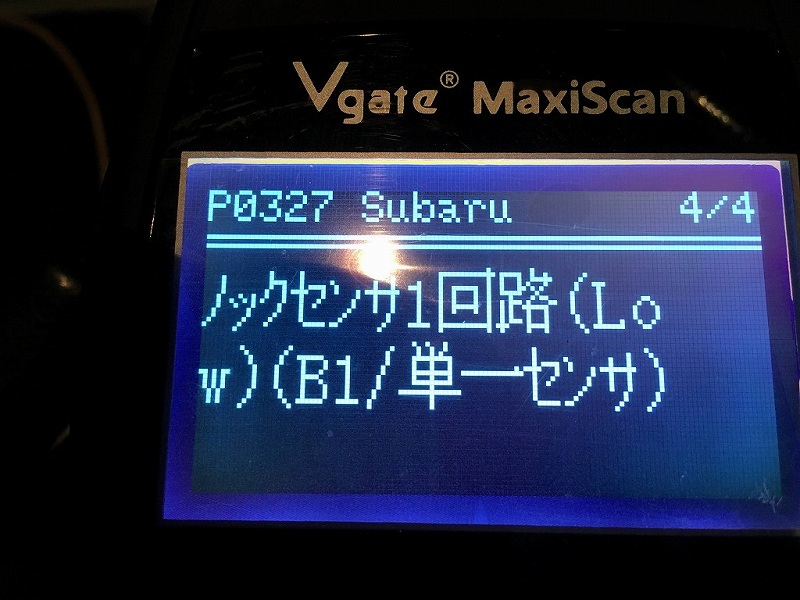 Vgate® MaxiScan
P0327 Subaru 4/4
ノックセンサ1回路(Lo
w)(B1/単一センサ)